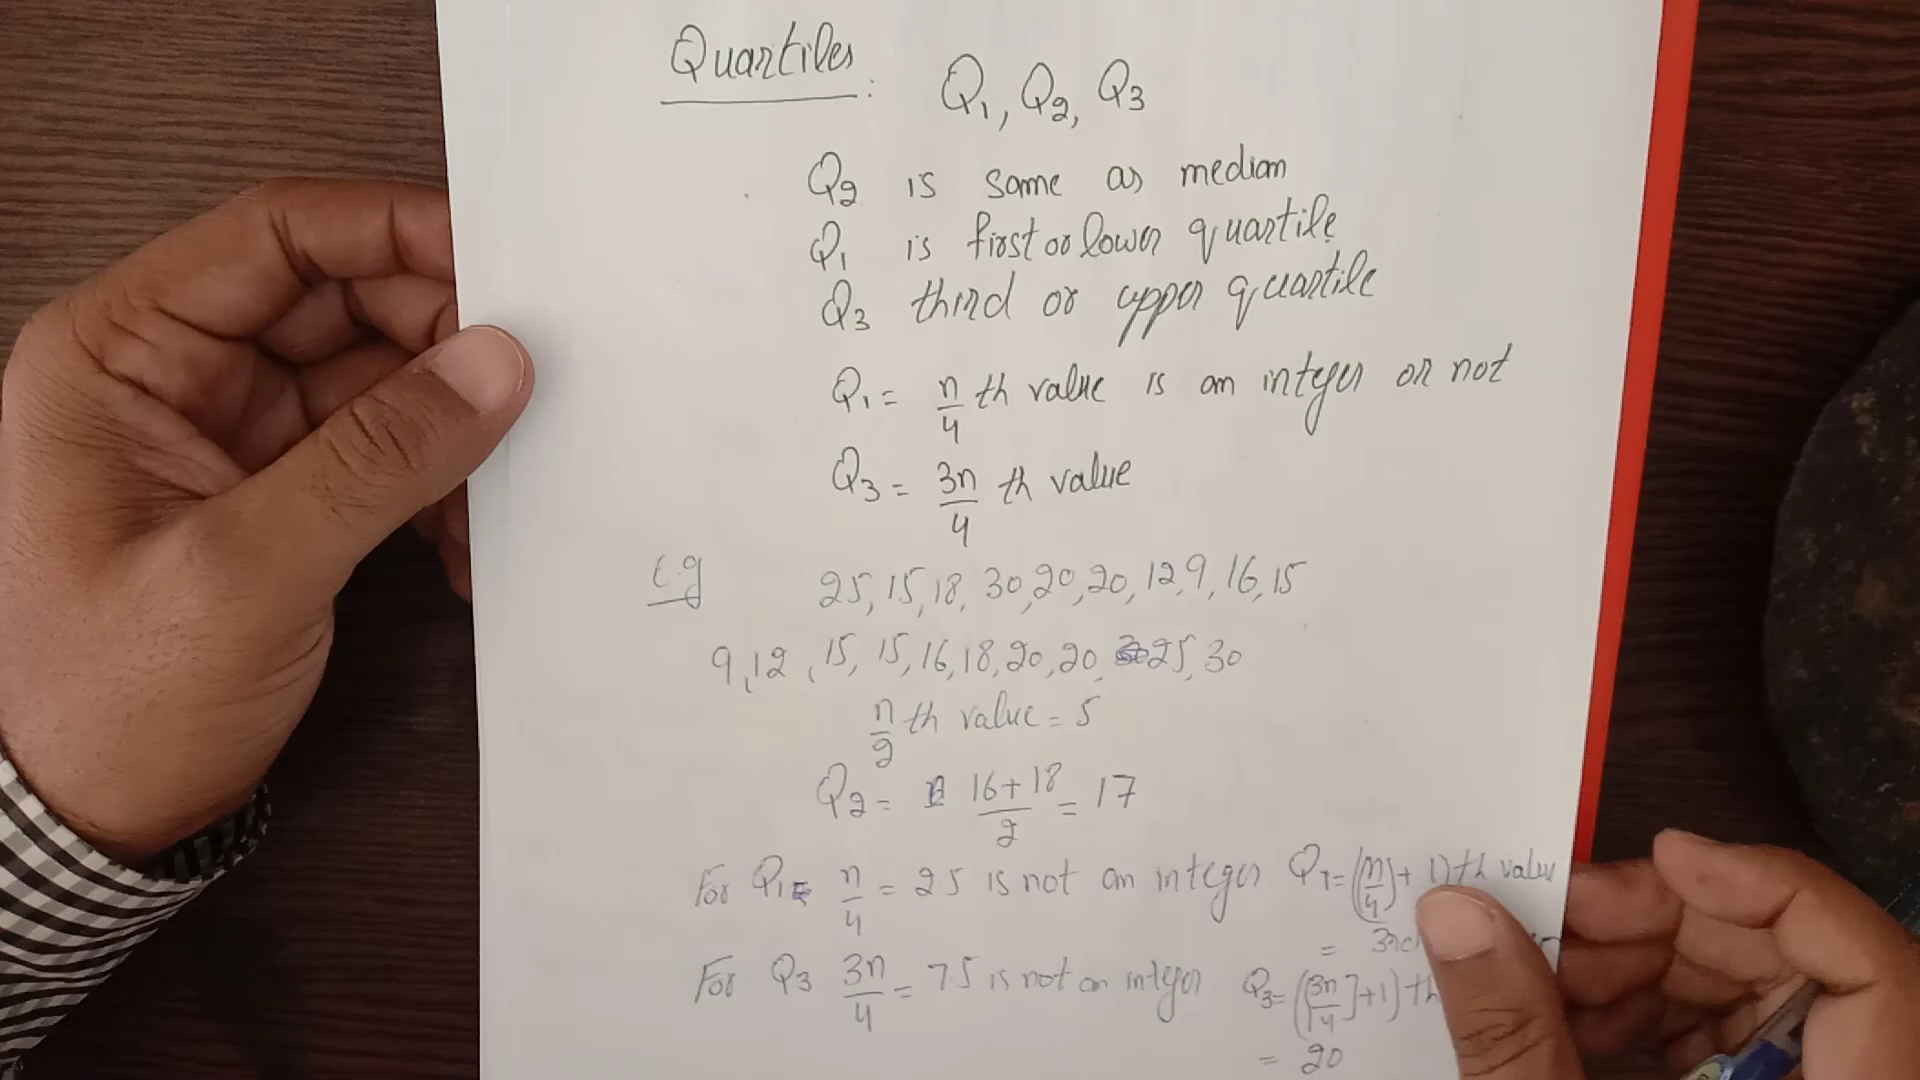 Quartiles: Q1, Q2, Q3
Q2 is same as median
Q1 is first or lower quartile
Q3 third or upper quartile
Q1 = n/4 th value is an integer or not
Q3 = 3n/4 th value
E.g 25, 15, 18, 30, 20, 20, 12, 9, 16, 15
9, 12, 15, 15, 16, 18, 20, 20, 25, 30
n/2 th value = 5
Q2 = 16+18/2 = 17
For Q1 n/4 = 25 is not an integer Q1 = ([n/4]+1)th value
= 3rd
For Q3 3n/4 = 75 is not an integer Q3 = ([3n/4]+1)th
= 20